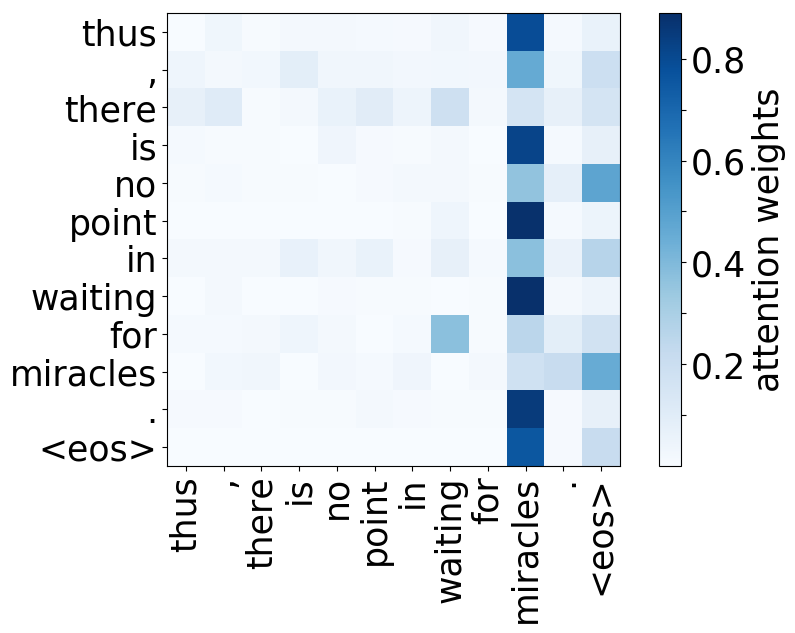 thus
,
there
is
no
point
in
waiting
for
miracles
.
<eos>
thus
,
there
is
no
point
in
waiting
for
miracles
.
<eos>
0.8
0.6
0.4
0.2
attention weights